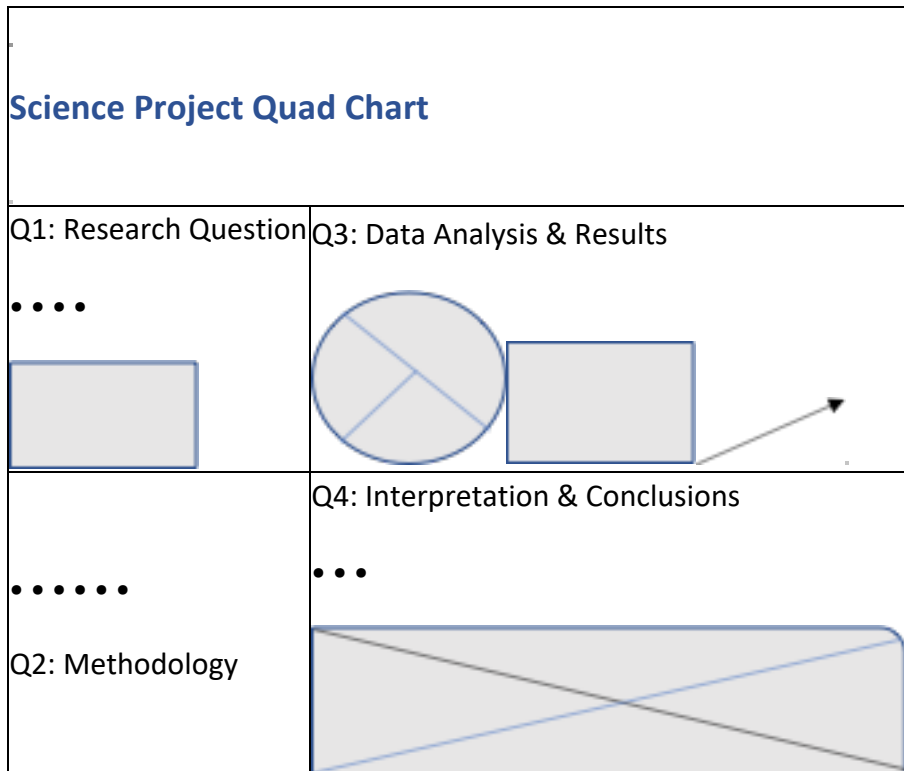 Science Project Quad Chart
Q1: Research Question
• • • •
Q3: Data Analysis & Results
• • • • • •
Q2: Methodology
Q4: Interpretation & Conclusions
• • •